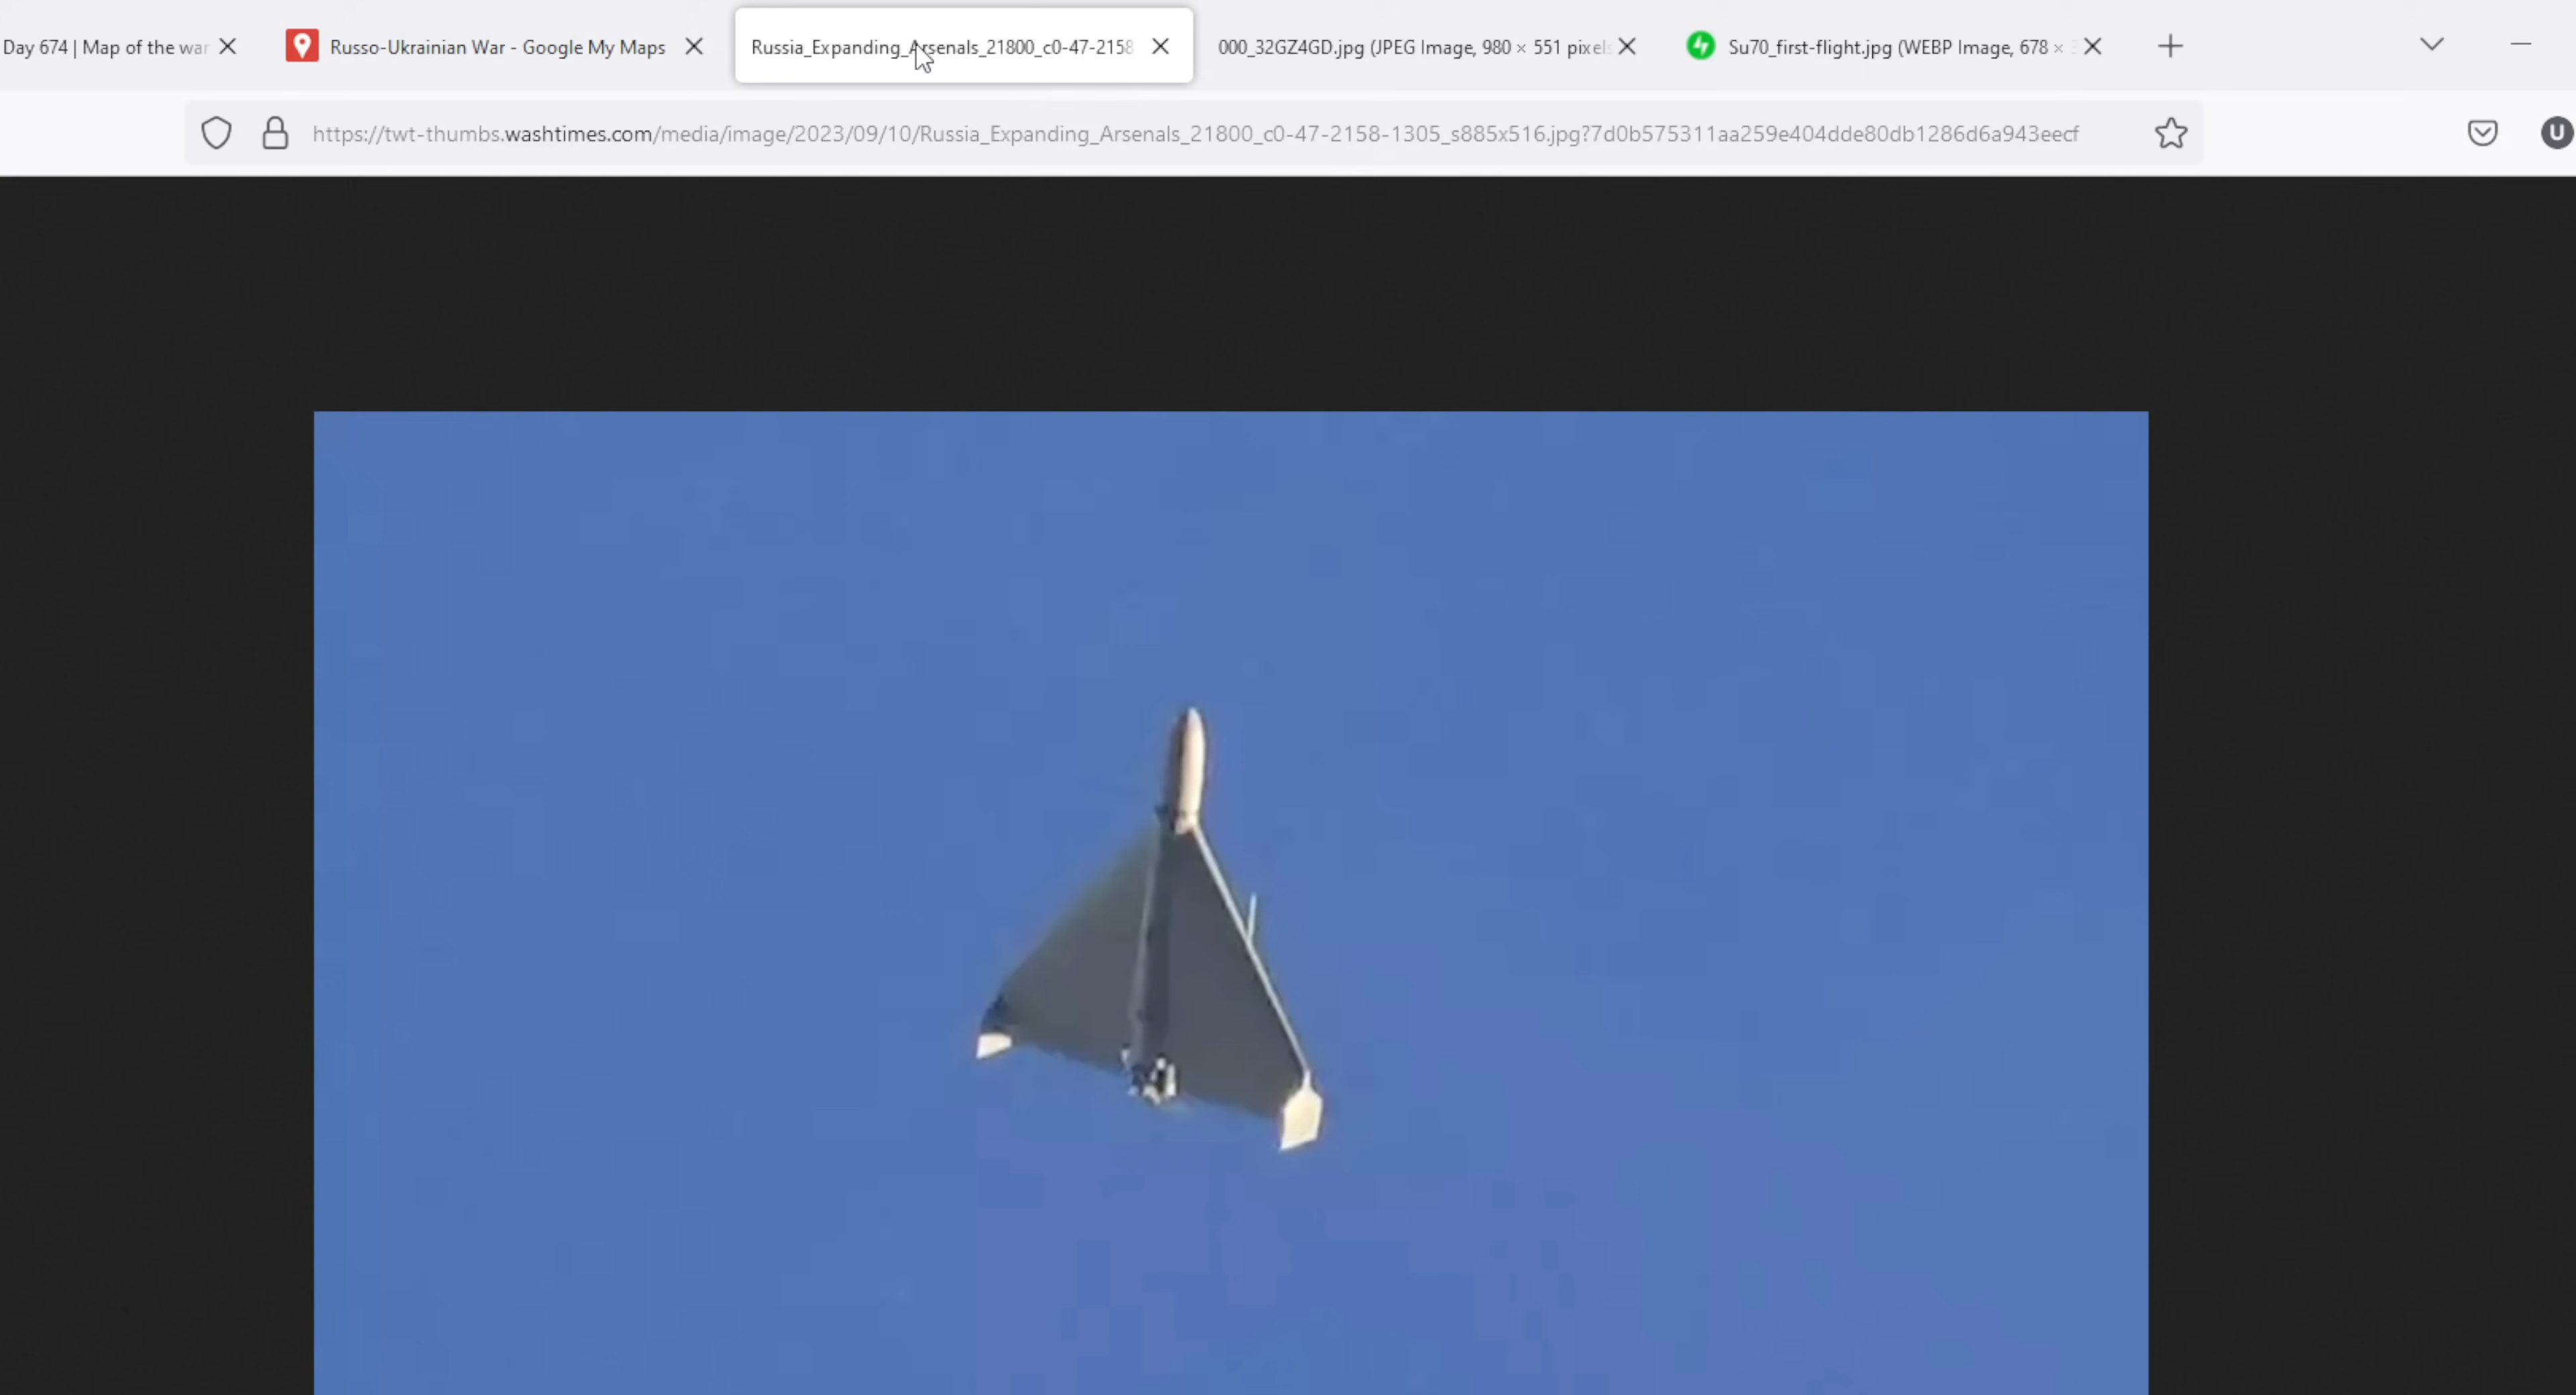 Day 674 | Map of the war
Russo-Ukrainian War - Google My Maps
Russia_Expanding_Arsenals_21800_c0-47-2158
000_32GZ4GD.jpg (JPEG Image, 980 × 551 pixels
Su70_first-flight.jpg (WEBP Image, 678 ×
https://twt-thumbs.washtimes.com/media/image/2023/09/10/Russia_Expanding_Arsenals_21800_c0-47-2158-1305_s885x516.jpg?7d0b575311aa259e404dde80db1286d6a943eecf
U